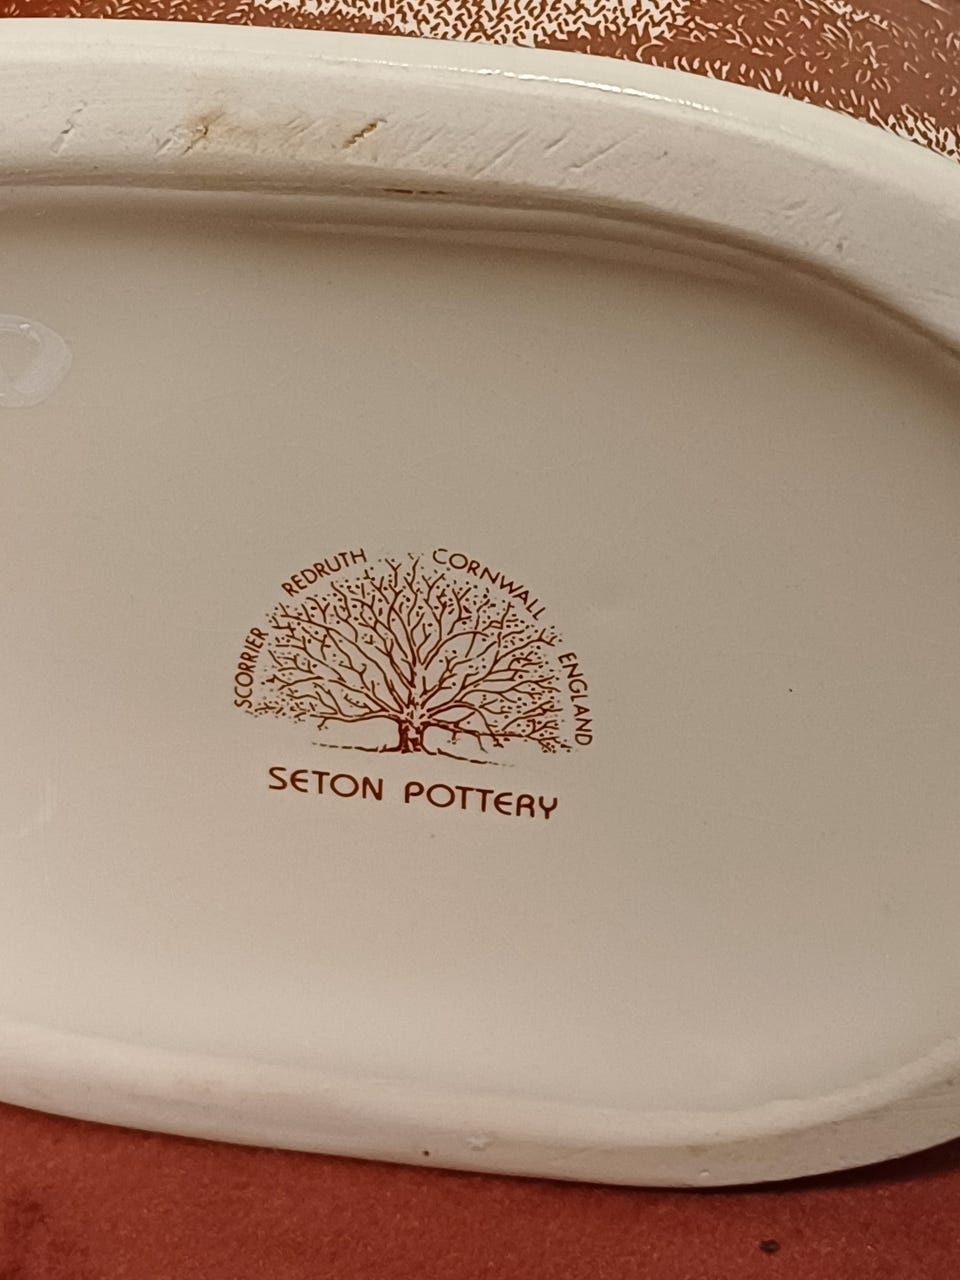 SCORRIER REDRUTH CORNWALL ENGLAND
SETON POTTERY